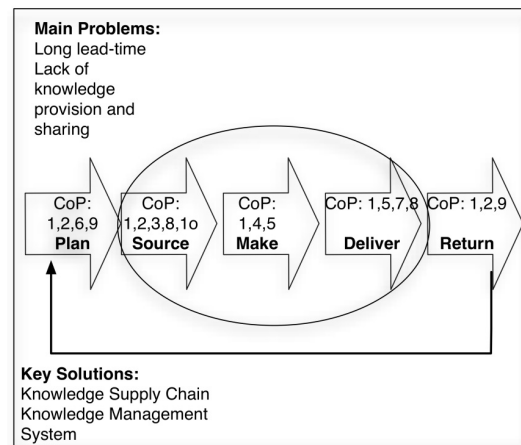 Main Problems:
Long lead-time
Lack of
knowledge
provision and
sharing
CoP:
1,2,6,9
Plan
CoP:
1,2,3,8,1o
Source
CoP:
1,4,5
Make
CoP: 1,5,7,8
Deliver
CoP: 1,2,9
Return
Key Solutions:
Knowledge Supply Chain
Knowledge Management
System